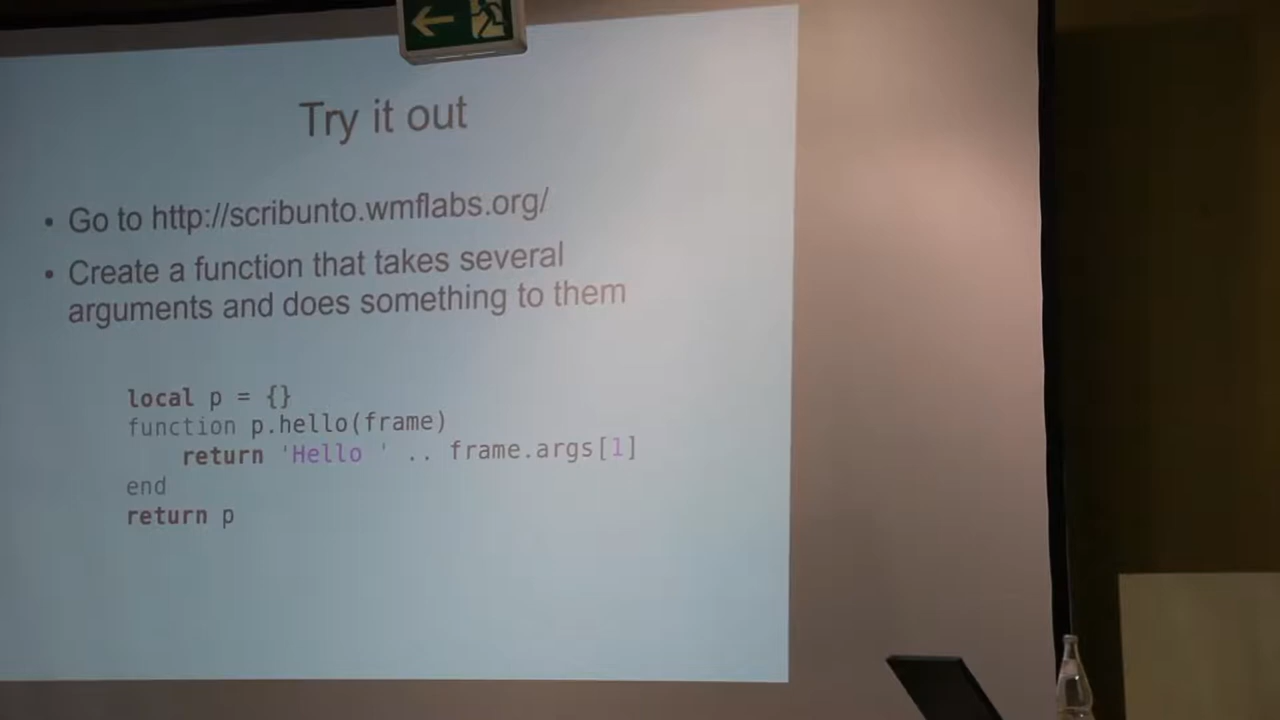 Try it out
• Go to http://scribunto.wmflabs.org/
• Create a function that takes several
arguments and does something to them
local p = {}
function p.hello(frame)
return 'Hello ' .. frame.args[1]
end
return p